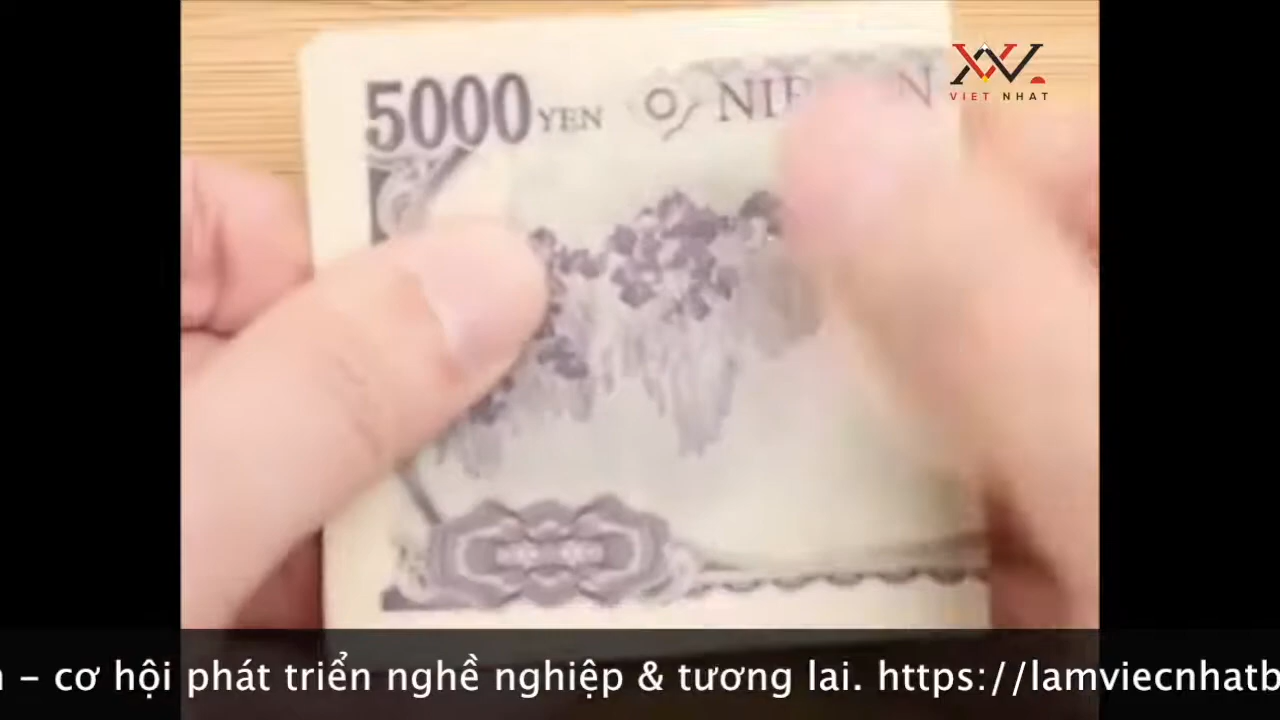 5000 YEN
VIET NHAT
– cơ hội phát triển nghề nghiệp & tương lai. https://lamviecnhatb